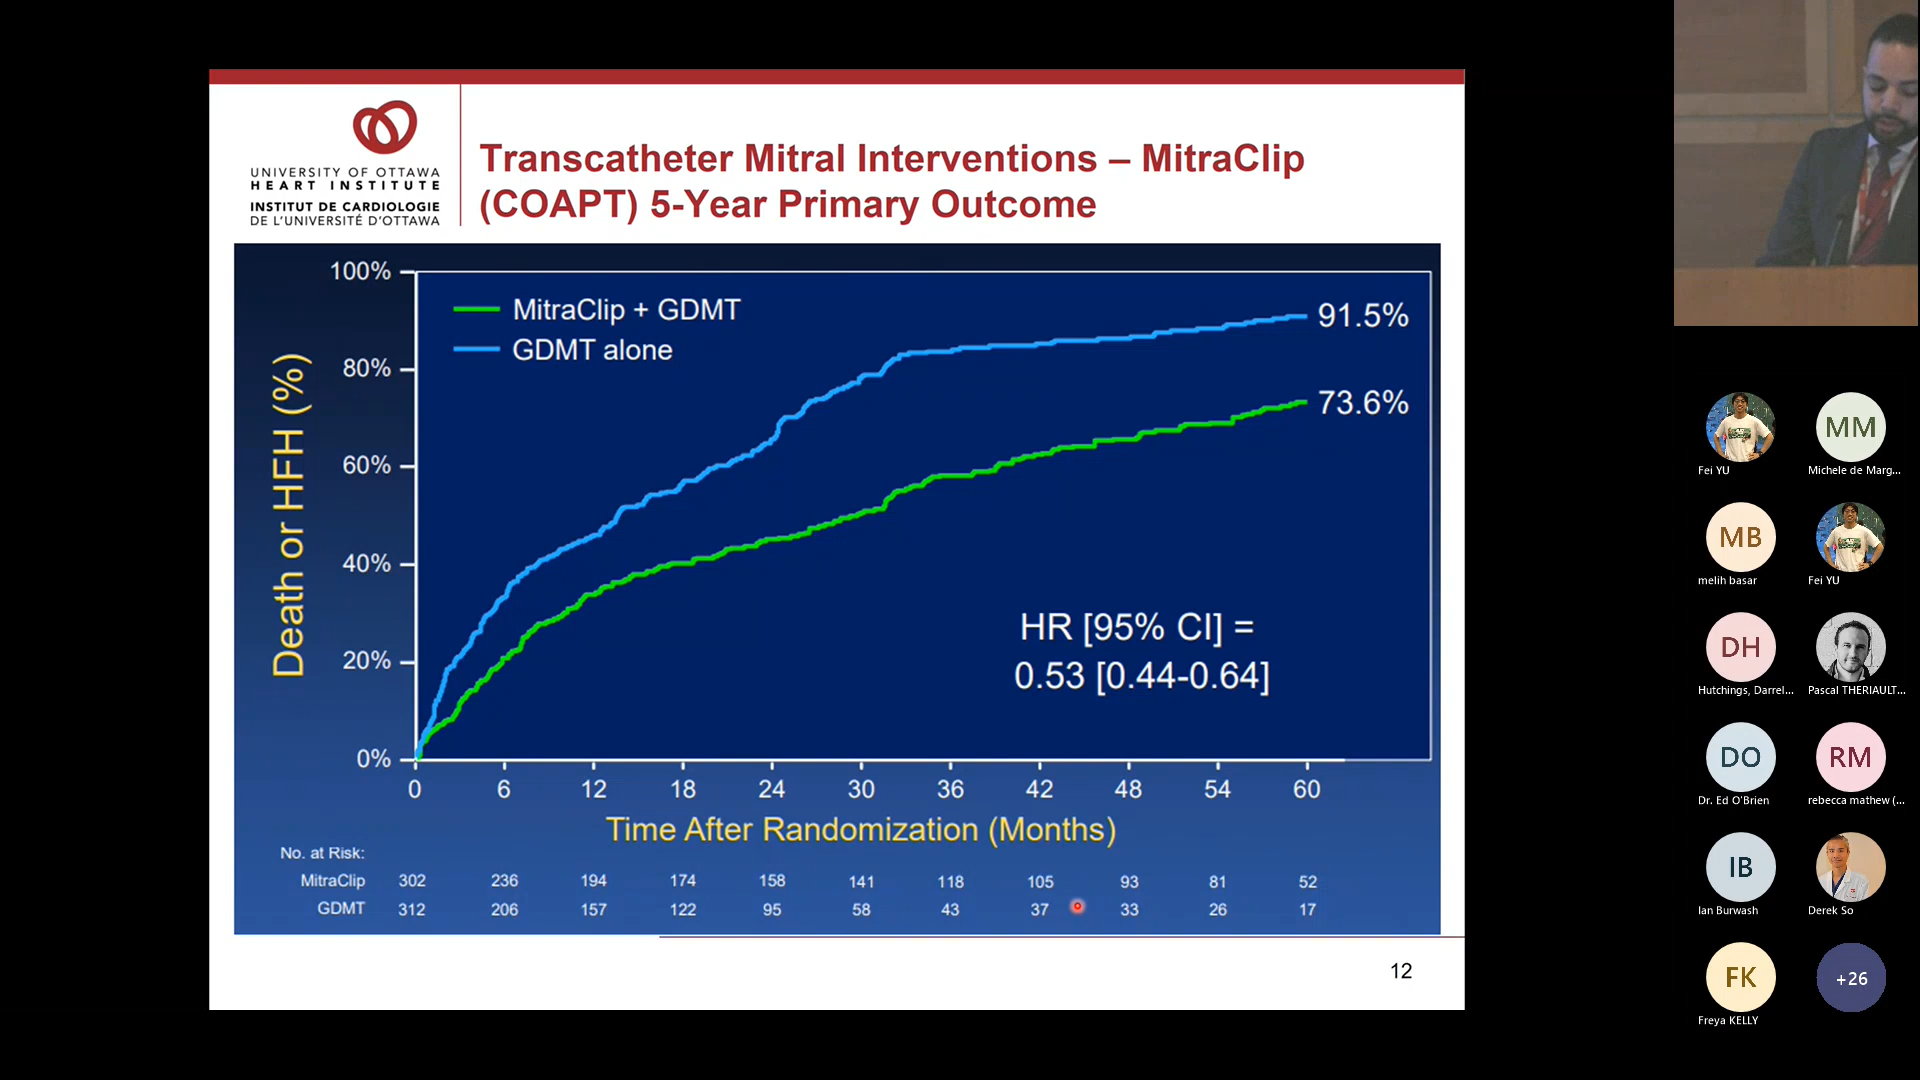 UNIVERSITY OF OTTAWA
HEART INSTITUTE
INSTITUT DE CARDIOLOGIE
DE L'UNIVERSITÉ D'OTTAWA
Transcatheter Mitral Interventions – MitraClip
(COAPT) 5-Year Primary Outcome
Death or HFH (%)
100%
80%
60%
40%
20%
0%
MitraClip + GDMT
GDMT alone
91.5%
73.6%
HR [95% CI] =
0.53 [0.44-0.64]
0 6 12 18 24 30 36 42 48 54 60
Time After Randomization (Months)
No. at Risk:
MitraClip 302 236 194 174 158 141 118 105 93 81 52
GDMT 312 206 157 122 95 58 43 37 33 26 17
12
Fei YU
MM
Michele de Marg...
MB
melih basar
Fei YU
DH
Hutchings, Darrel...
Pascal THERIAULT...
DO
Dr. Ed O'Brien
RM
rebecca mathew (...
IB
Ian Burwash
Derek So
FK
Freya KELLY
+26